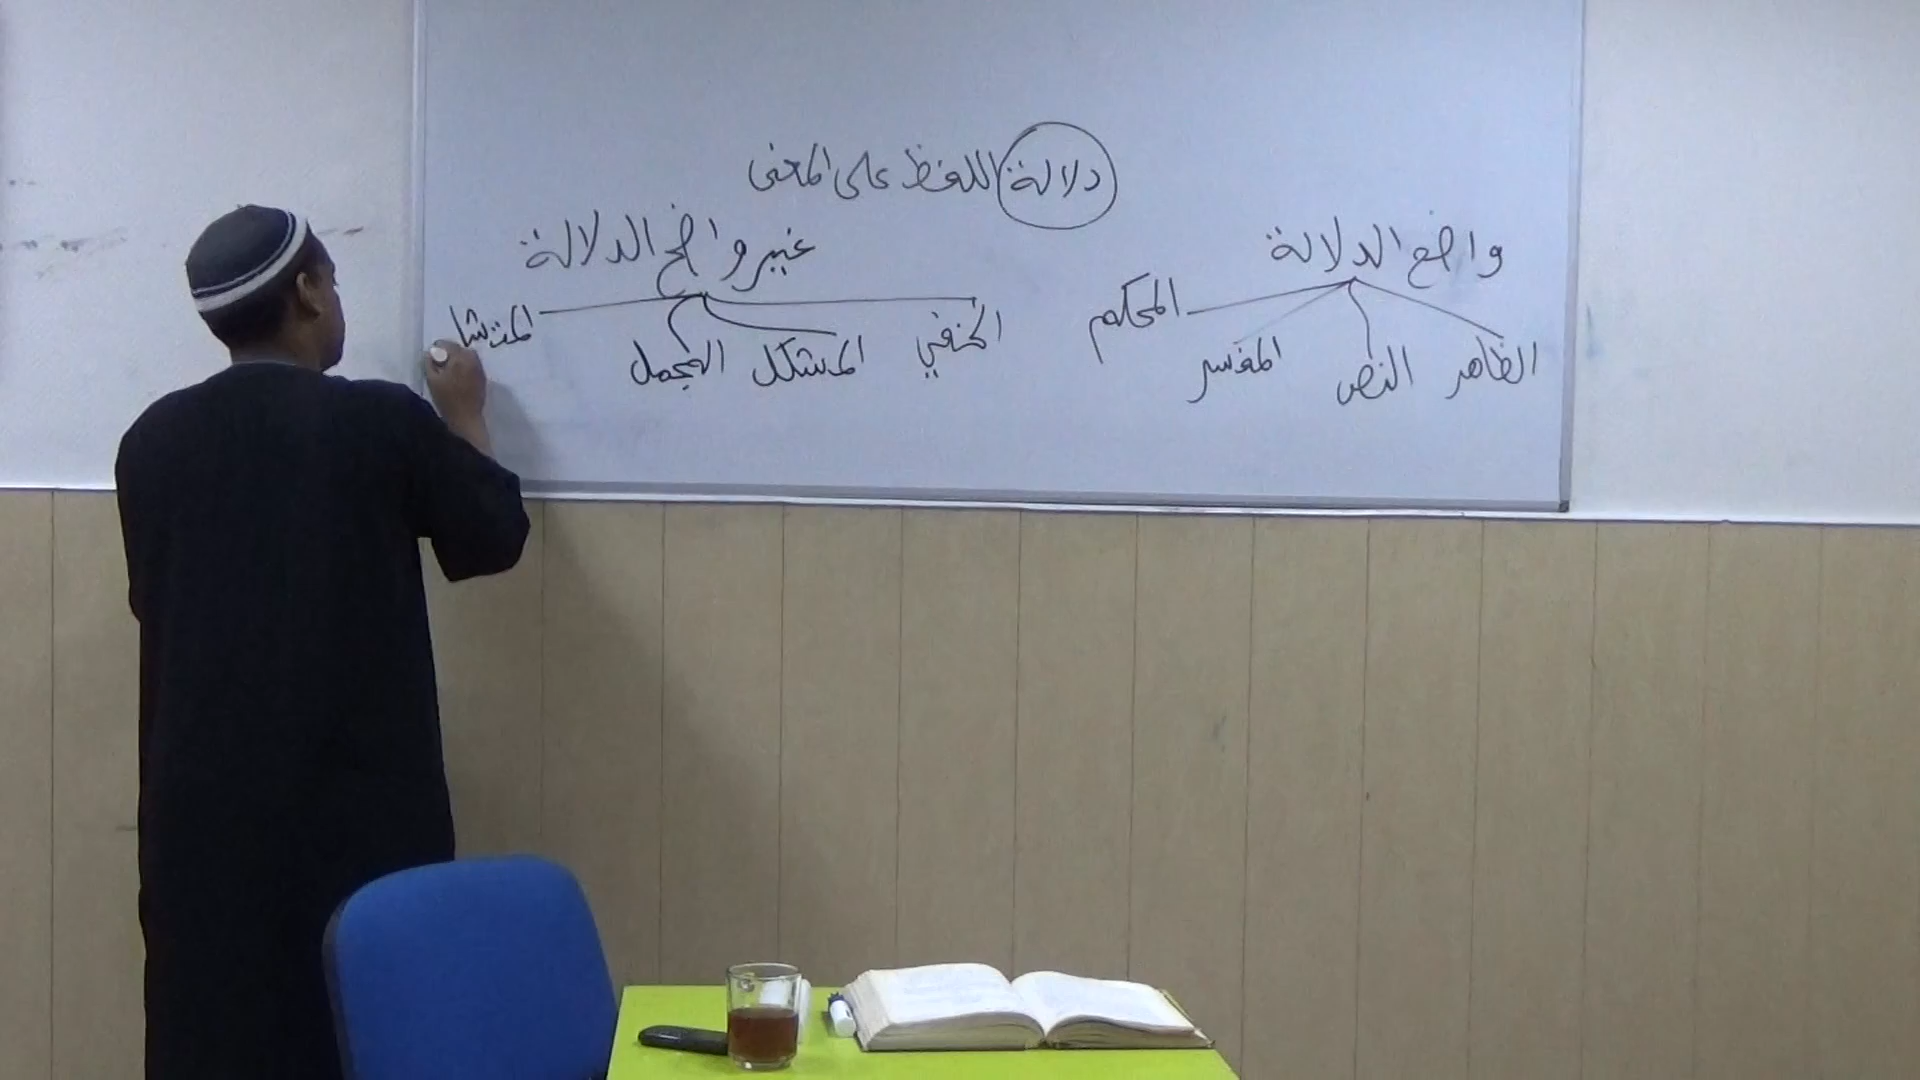 دلالة اللفظ على المعنى
واضح الدلالة
غير واضح الدلالة
الظاهر النص المفسر المحكم
الخفي المشكل المجمل المتشا